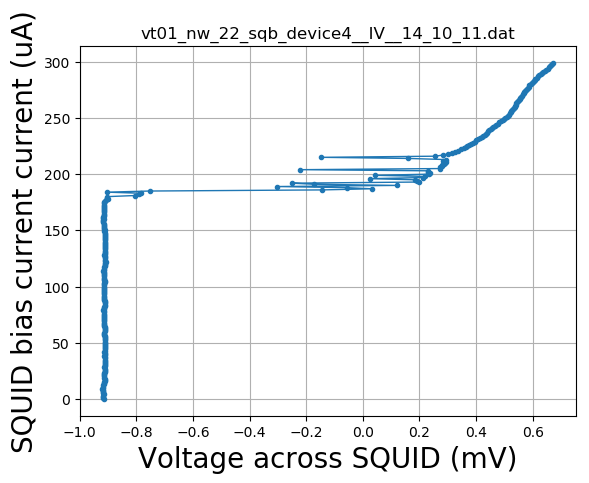 vt01_nw_22_sqb_device4__IV__14_10_11.dat
SQUID bias current current (uA)
300
250
200
150
100
50
0
−1.0 −0.8 −0.6 −0.4 −0.2 0.0 0.2 0.4 0.6
Voltage across SQUID (mV)